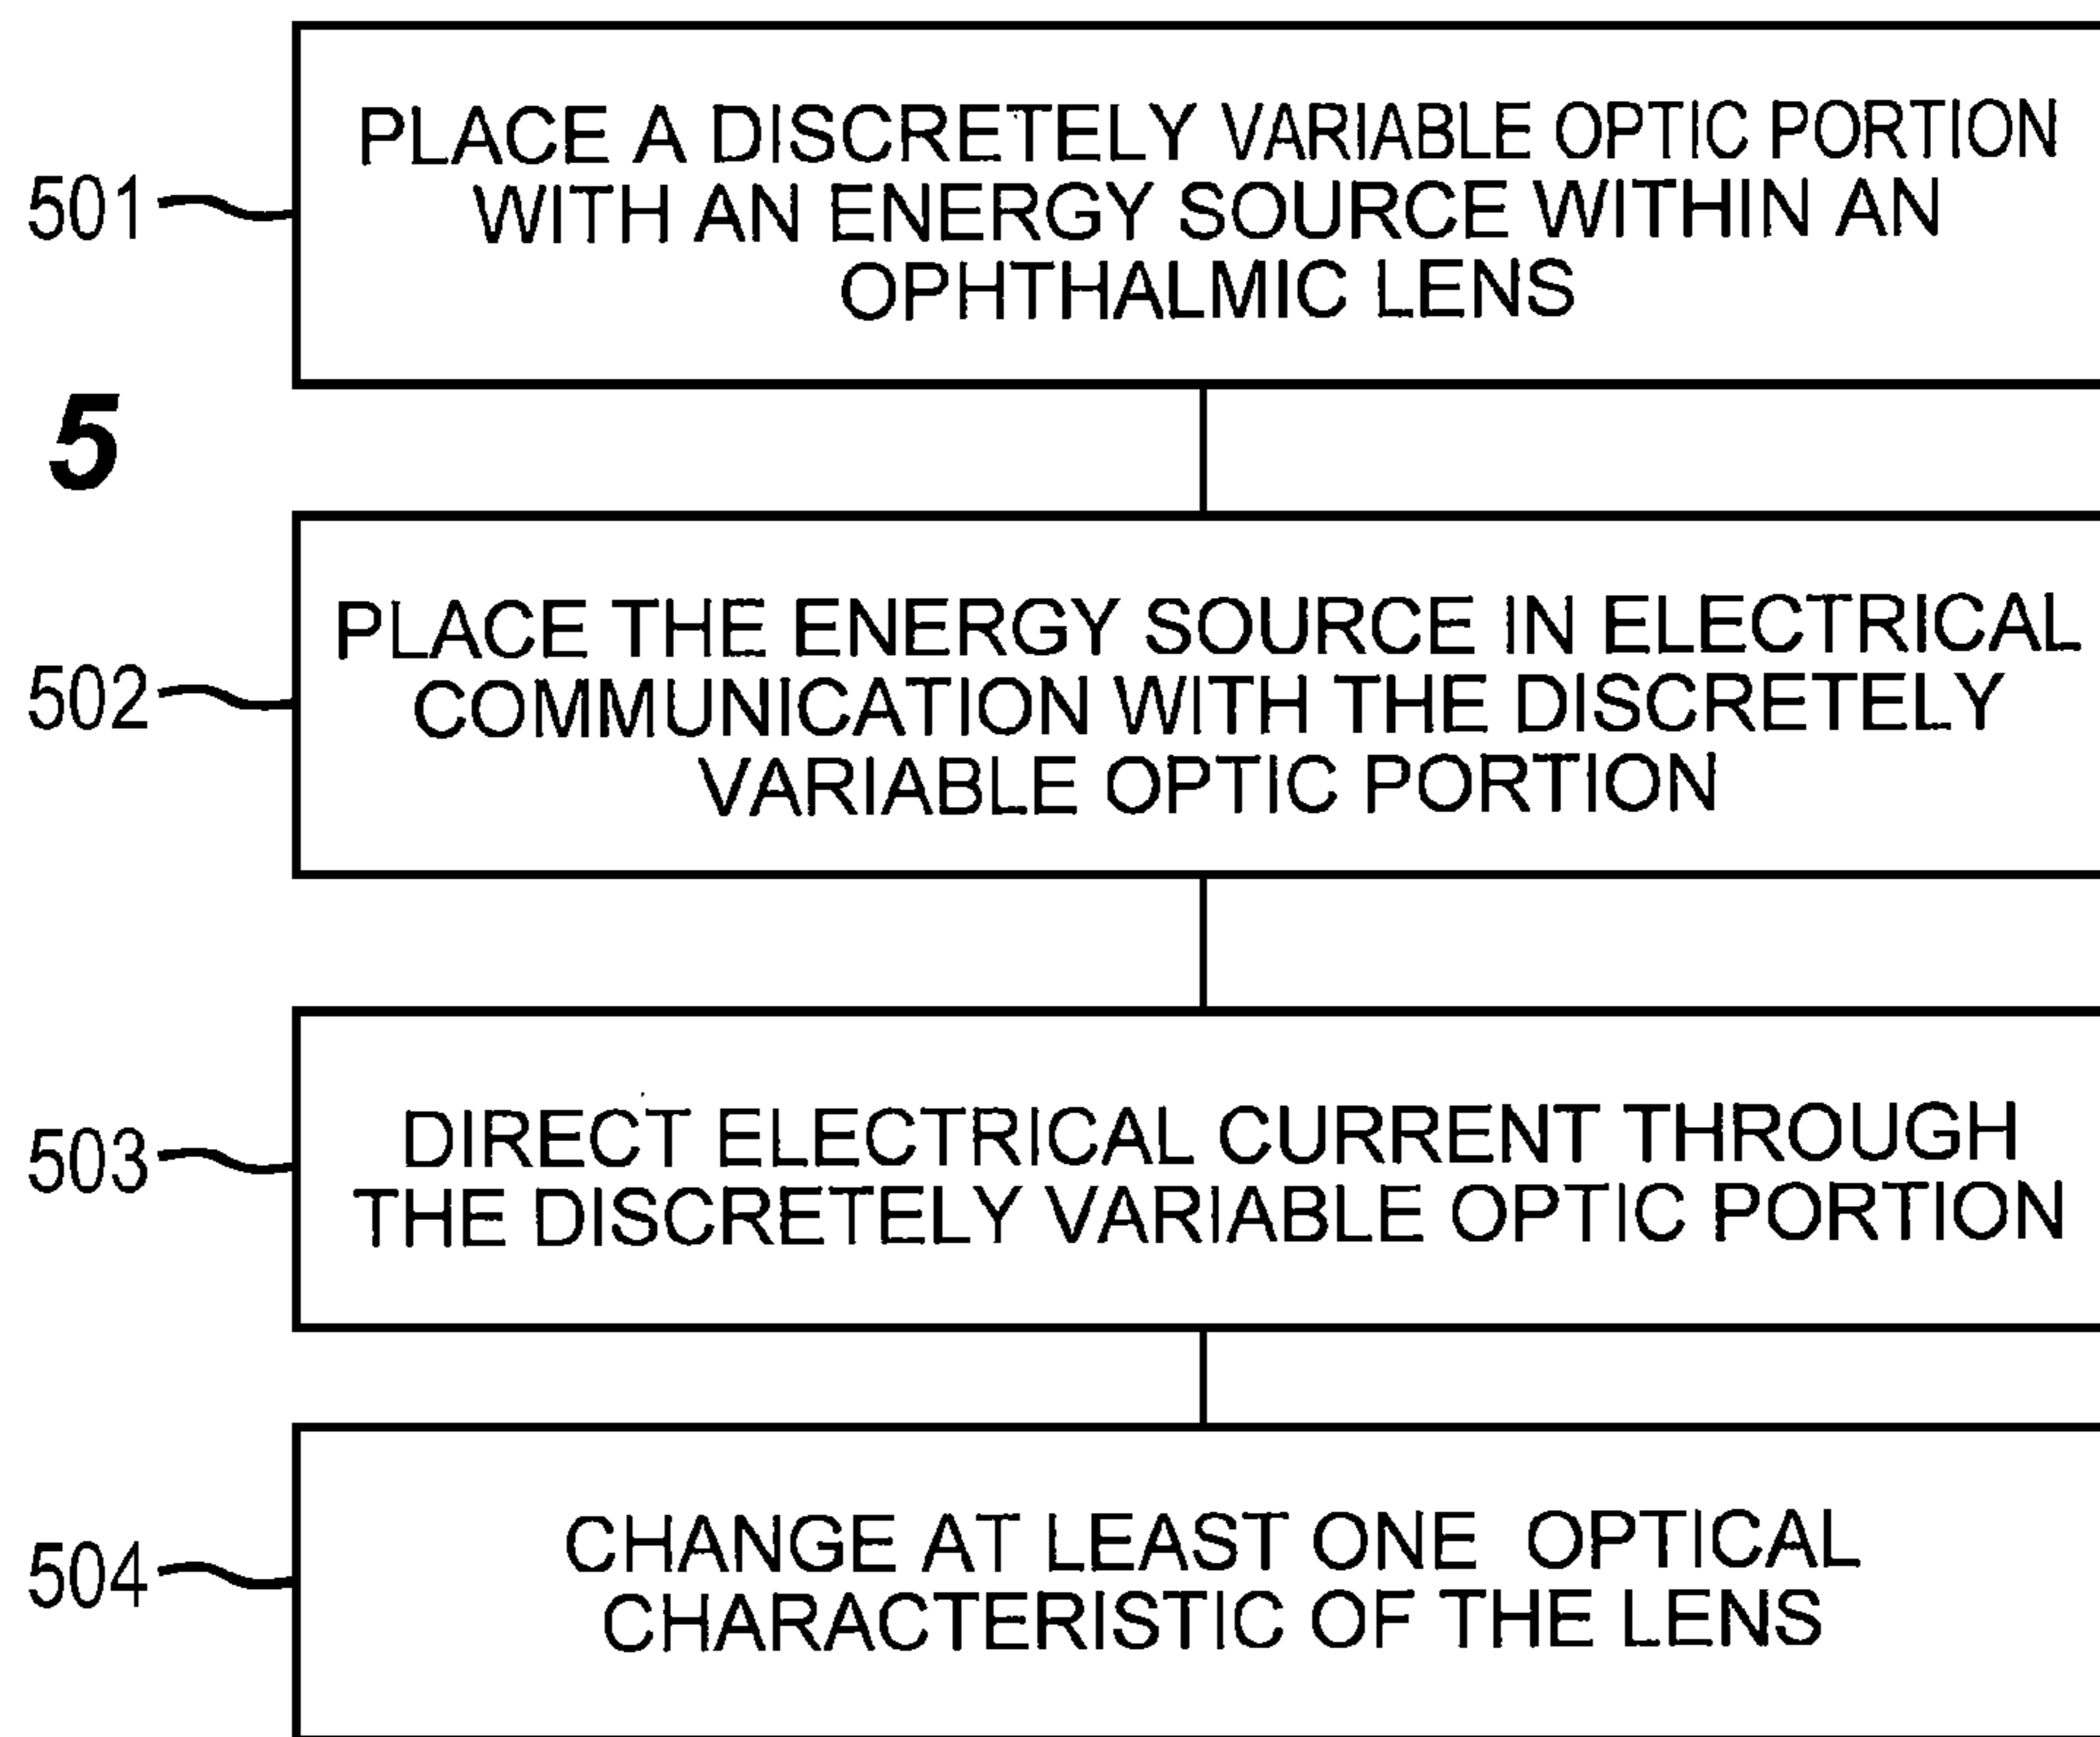 501
PLACE A DISCRETELY VARIABLE OPTIC PORTION
WITH AN ENERGY SOURCE WITHIN AN
OPHTHALMIC LENS
5
502
PLACE THE ENERGY SOURCE IN ELECTRICAL
COMMUNICATION WITH THE DISCRETELY
VARIABLE OPTIC PORTION
503
DIRECT ELECTRICAL CURRENT THROUGH
THE DISCRETELY VARIABLE OPTIC PORTION
504
CHANGE AT LEAST ONE OPTICAL
CHARACTERISTIC OF THE LENS